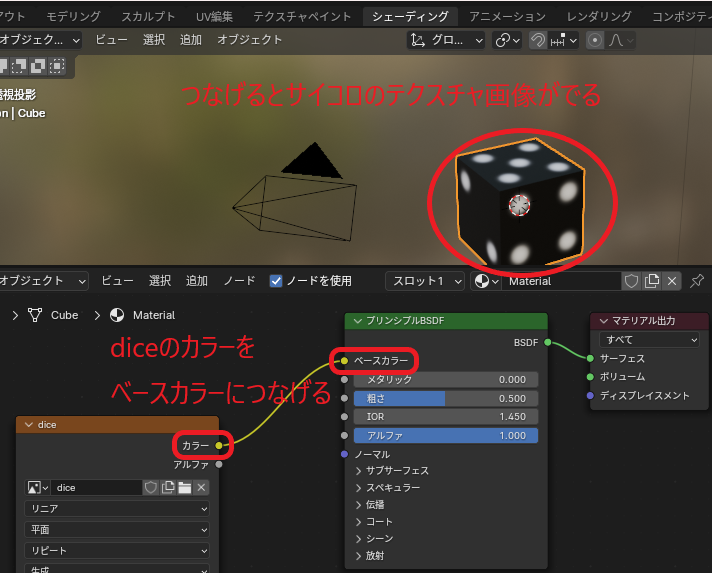 アウト モデリング スカルプト UV編集 テクスチャペイント シェーディング アニメーション レンダリング コンポジティ
オブジェク... ビュー 選択 追加 オブジェクト グロ...
透視投影
on | Cube
つなげるとサイコロのテクスチャ画像がでる
オブジェクト ビュー 選択 追加 ノード ノードを使用 スロット1 Material
Cube Material
diceのカラーを
ベースカラーにつなげる
プリンシプルBSDF
BSDF
ベースカラー
メタリック 0.000
粗さ 0.500
IOR 1.450
アルファ 1.000
ノーマル
サブサーフェス
スペキュラー
伝播
コート
シーン
放射
マテリアル出力
すべて
サーフェス
ボリューム
ディスプレイスメント
dice
カラー
アルファ
dice
リニア
平面
リピート
生成